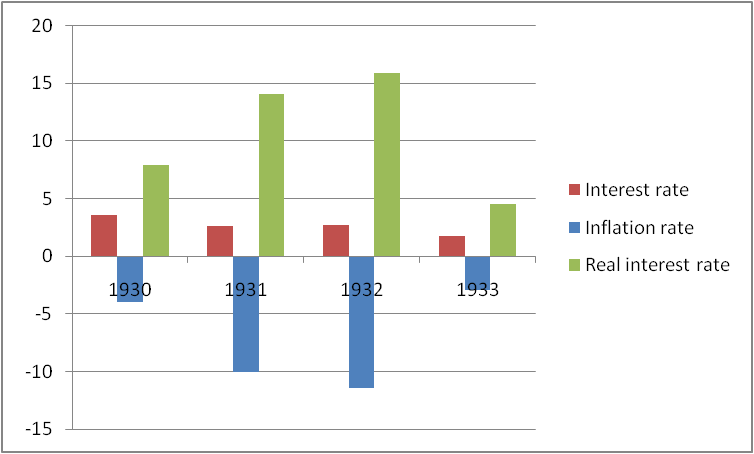 20
15
10
5
0
-5
-10
-15
1930 1931 1932 1933
Interest rate
Inflation rate
Real interest rate